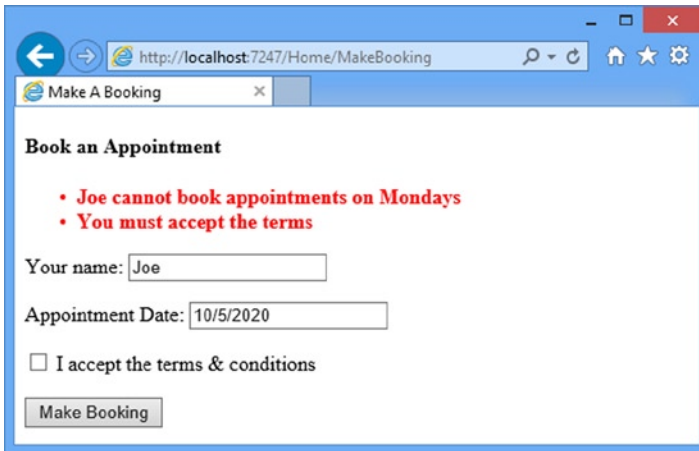 http://localhost:7247/Home/MakeBooking
Make A Booking
Book an Appointment
• Joe cannot book appointments on Mondays
• You must accept the terms
Your name: Joe
Appointment Date: 10/5/2020
I accept the terms & conditions
Make Booking